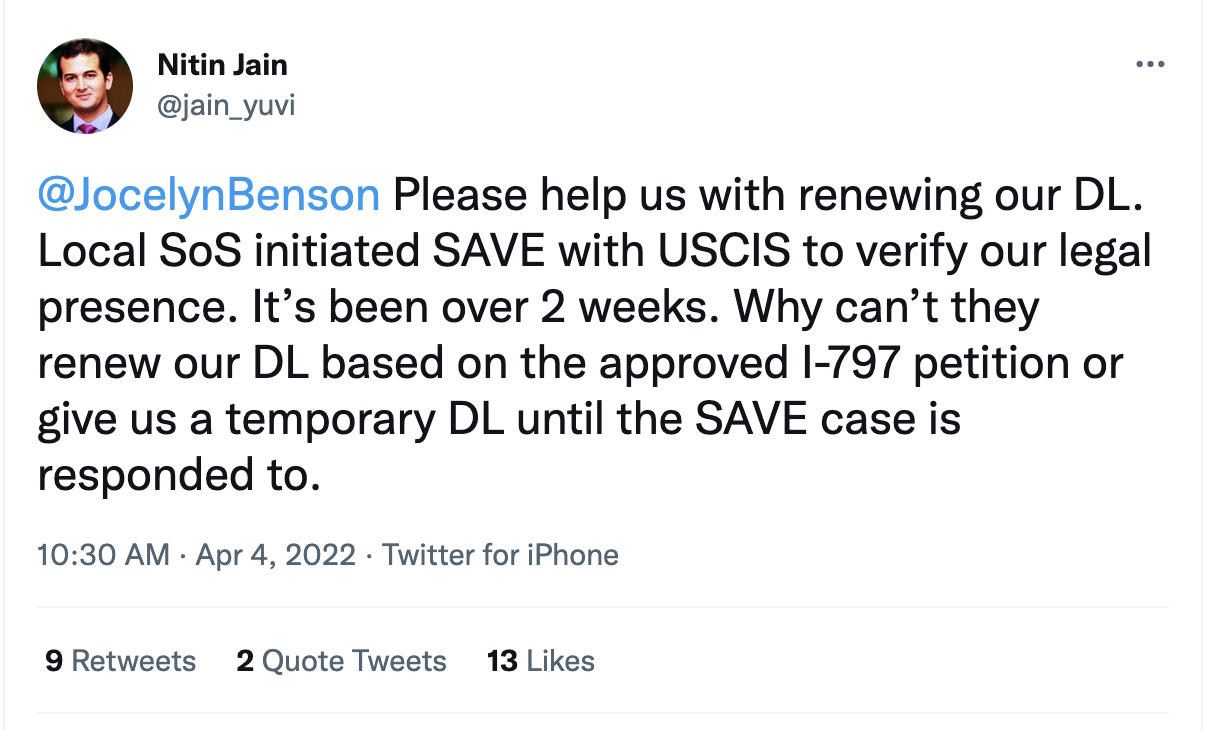 Nitin Jain
@jain_yuvi
@JocelynBenson Please help us with renewing our DL.
Local SoS initiated SAVE with USCIS to verify our legal
presence. It’s been over 2 weeks. Why can’t they
renew our DL based on the approved I-797 petition or
give us a temporary DL until the SAVE case is
responded to.
10:30 AM · Apr 4, 2022 · Twitter for iPhone
9 Retweets 2 Quote Tweets 13 Likes